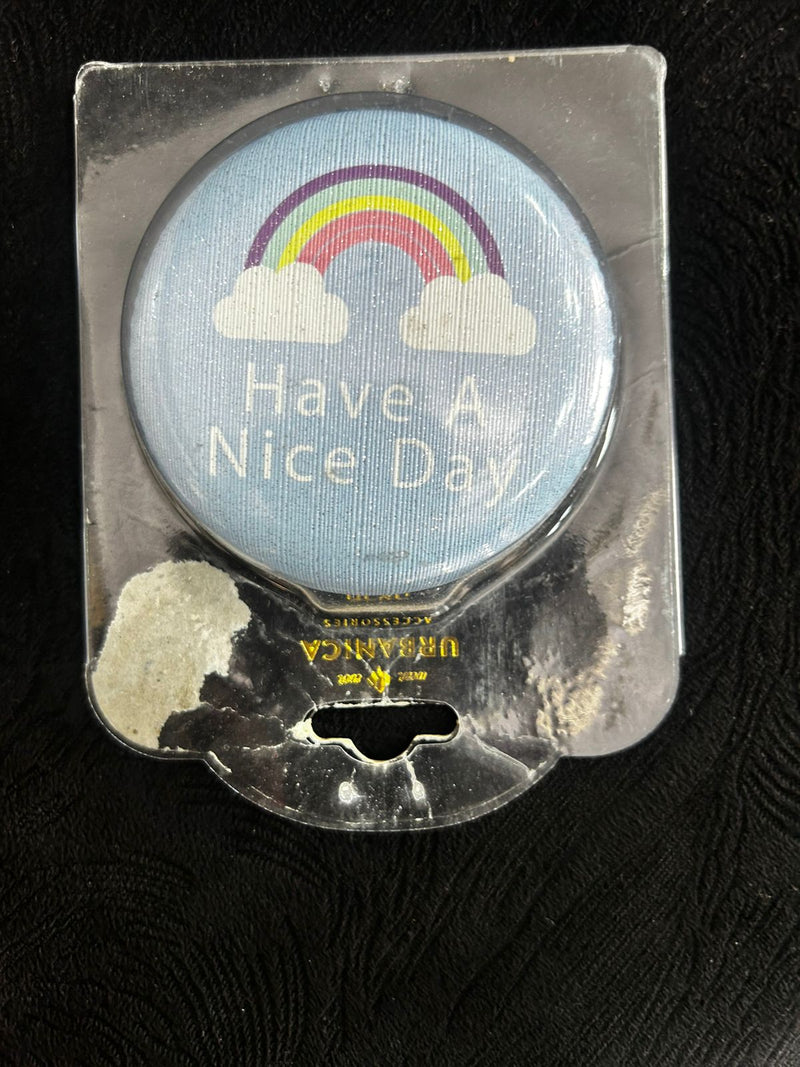 Have A
Nice Day
URBANICA
ACCESSORIES